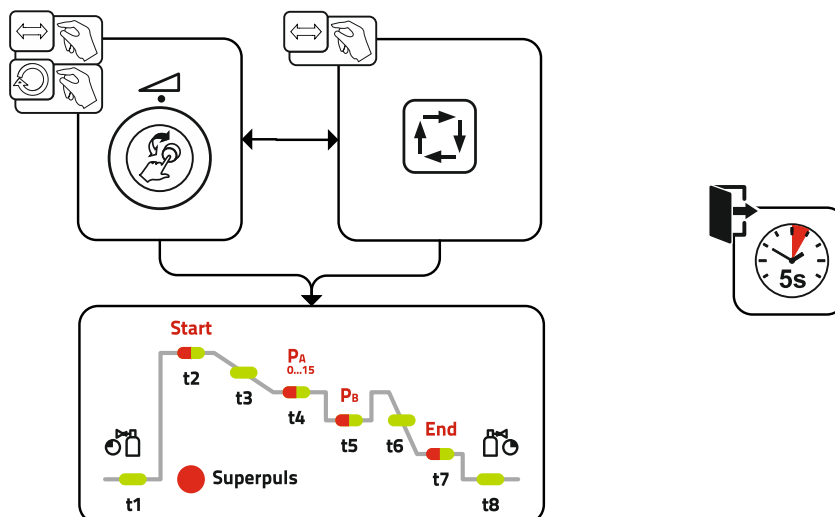 5s
Start
PA
0...15
t2
t3
t4
PB
t5
t6
End
t7
t1
Superpuls
t8